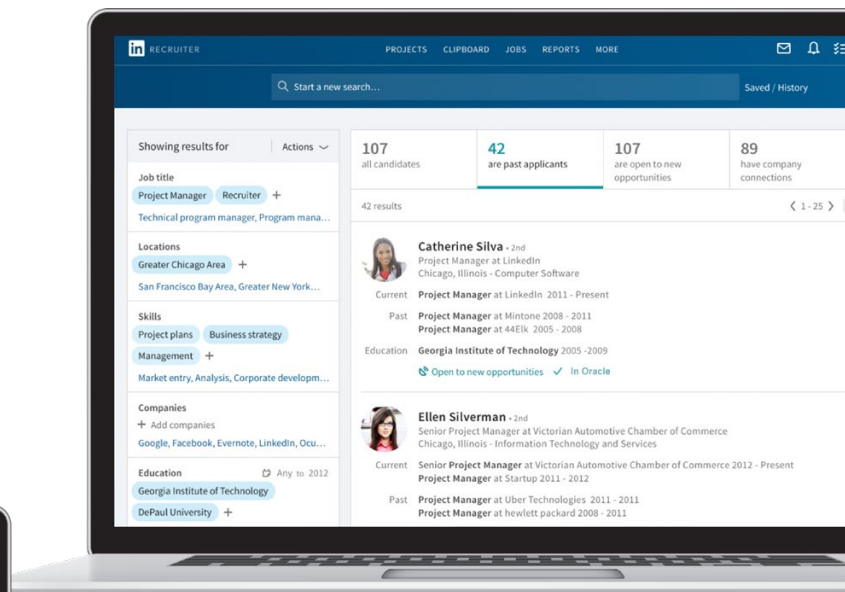 in RECRUITER
PROJECTS CLIPBOARD JOBS REPORTS MORE
Start a new search...
Saved / History
Showing results for
Actions
Job title
Project Manager Recruiter +
Technical program manager, Program mana...
Locations
Greater Chicago Area +
San Francisco Bay Area, Greater New York...
Skills
Project plans Business strategy
Management +
Market entry, Analysis, Corporate developm...
Companies
+ Add companies
Google, Facebook, Evernote, LinkedIn, Ocu...
Education Any to 2012
Georgia Institute of Technology
DePaul University +
107
all candidates
42
are past applicants
107
are open to new
opportunities
89
have company
connections
42 results
1 - 25
Catherine Silva • 2nd
Project Manager at LinkedIn
Chicago, Illinois - Computer Software
Current Project Manager at LinkedIn 2011 - Present
Past Project Manager at Mintone 2008 - 2011
Project Manager at 44Elk 2005 - 2008
Education Georgia Institute of Technology 2005 -2009
Open to new opportunities In Oracle
Ellen Silverman • 2nd
Senior Project Manager at Victorian Automotive Chamber of Commerce
Chicago, Illinois - Information Technology and Services
Current Senior Project Manager at Victorian Automotive Chamber of Commerce 2012 - Present
Project Manager at Startup 2011 - 2012
Past Project Manager at Uber Technologies 2011 - 2011
Project Manager at hewlett packard 2008 - 2011